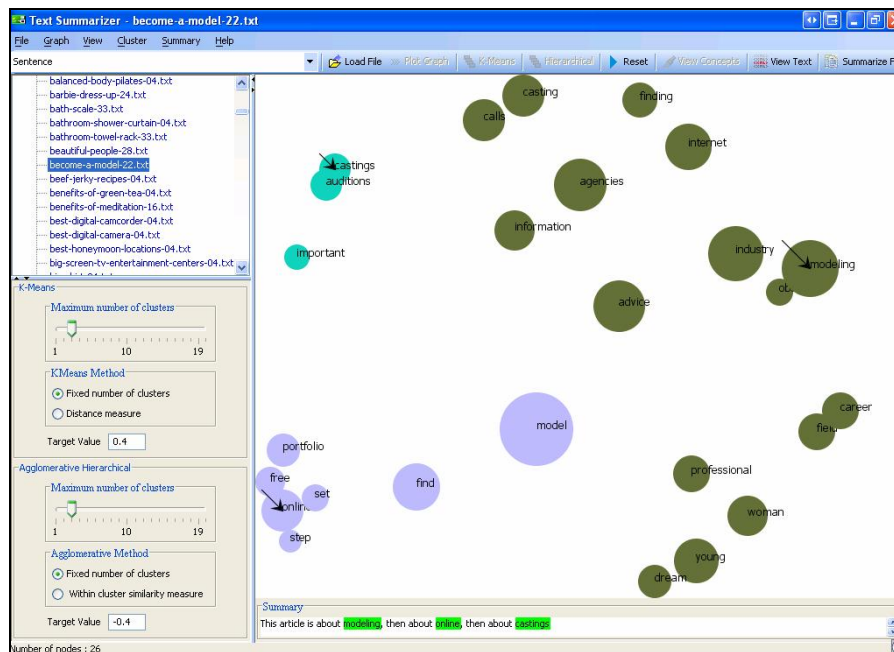 Text Summarizer - become-a-model-22.txt
File Graph View Cluster Summary Help
Sentence Load File Plot Graph K-Means Hierarchical Reset View Concepts View Text Summarize F
balanced-body-pilates-04.txt
barbie-dress-up-24.txt
bath-scale-33.txt
bathroom-shower-curtain-04.txt
bathroom-towel-rack-33.txt
beautiful-people-28.txt
become-a-model-22.txt
beef-jerky-recipes-04.txt
benefits-of-green-tea-04.txt
benefits-of-meditation-16.txt
best-digital-camcorder-04.txt
best-digital-camera-04.txt
best-honeymoon-locations-04.txt
big-screen-tv-entertainment-centers-04.txt
K-Means
Maximum number of clusters
1 10 19
KMeans Method
Fixed number of clusters
Distance measure
Target Value 0.4
Agglomerative Hierarchical
Maximum number of clusters
1 10 19
Agglomerative Method
Fixed number of clusters
Within cluster similarity measure
Target Value -0.4
casting
finding
calls
internet
castings
auditions
agencies
information
important
industry
modeling
advice
model
career
field
portfolio
free
set
find
online
step
professional
woman
young
dream
Summary
This article is about modeling, then about online, then about castings
Number of nodes : 26